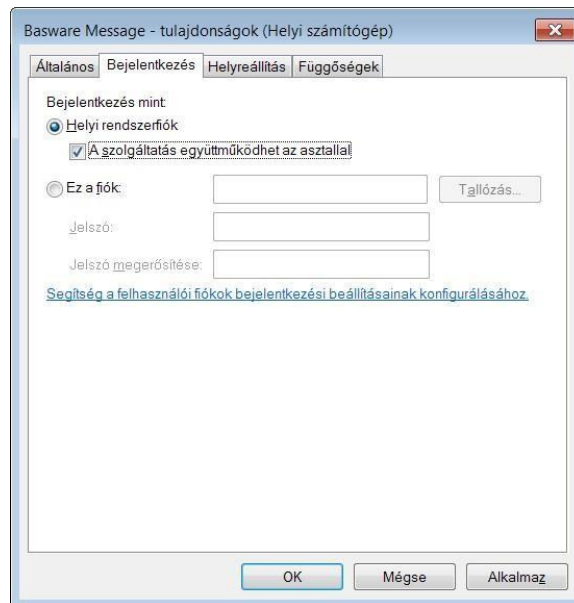 Basware Message - tulajdonságok (Helyi számítógép)
Általános Bejelentkezés Helyreállítás Függőségek
Bejelentkezés mint:
Helyi rendszerfiók
A szolgáltatás együttműködhet az asztallal
Ez a fiók: Tallózás...
Jelszó:
Jelszó megerősítése:
Segítség a felhasználói fiókok bejelentkezési beállításainak konfigurálásához.
OK Mégse Alkalmaz